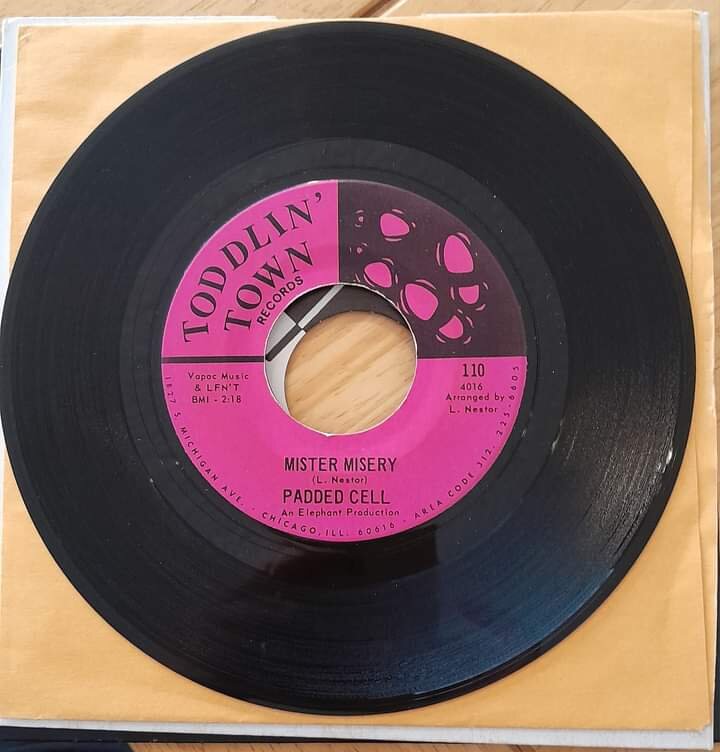 TODDLIN'
TOWN
RECORDS
Vapac Music
& LFN'T
BMI - 2:18
110
4016
Arranged by
L. Nestor
MISTER MISERY
(L. Nestor)
PADDED CELL
An Elephant Production
1827 S. MICHIGAN AVE., CHICAGO, ILL. 60616 - AREA CODE 312, 225-6605